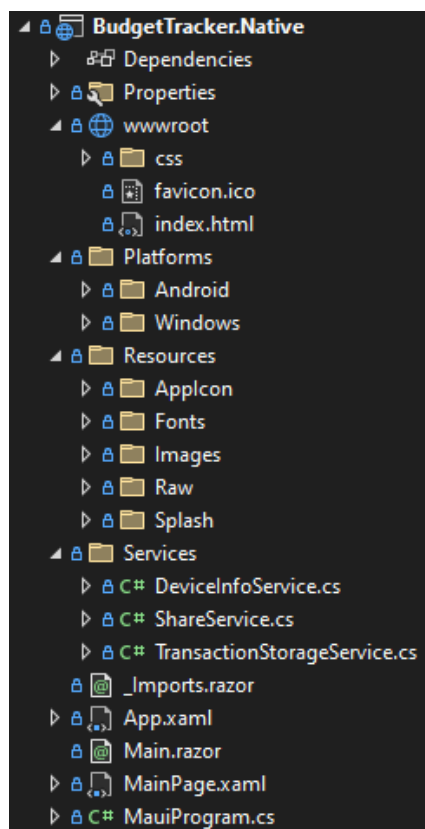 BudgetTracker.Native
Dependencies
Properties
wwwroot
css
favicon.ico
index.html
Platforms
Android
Windows
Resources
AppIcon
Fonts
Images
Raw
Splash
Services
C# DeviceInfoService.cs
C# ShareService.cs
C# TransactionStorageService.cs
_Imports.razor
App.xaml
Main.razor
MainPage.xaml
C# MauiProgram.cs